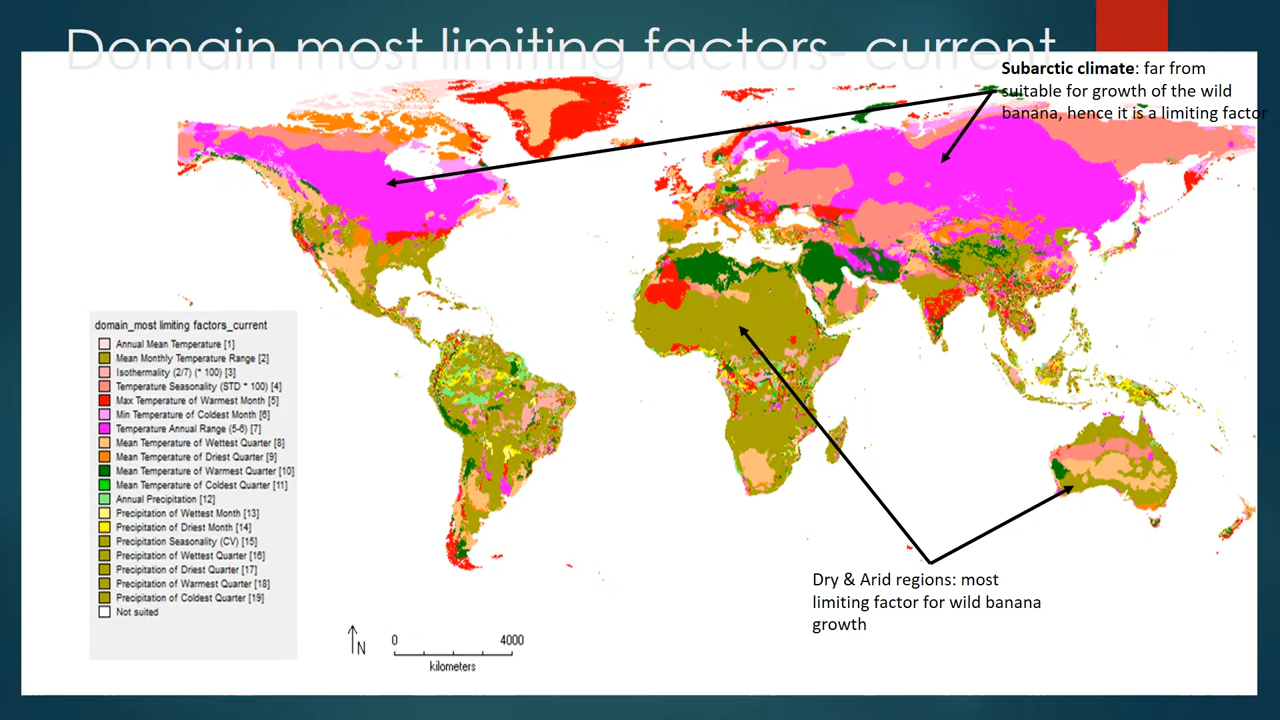 Domain most limiting factors- current
Subarctic climate: far from
suitable for growth of the wild
banana, hence it is a limiting factor
domain_most limiting factors_current
Annual Mean Temperature [1]
Mean Monthly Temperature Range [2]
Isothermality (2/7) (* 100) [3]
Temperature Seasonality (STD * 100) [4]
Max Temperature of Warmest Month [5]
Min Temperature of Coldest Month [6]
Temperature Annual Range (5-6) [7]
Mean Temperature of Wettest Quarter [8]
Mean Temperature of Driest Quarter [9]
Mean Temperature of Warmest Quarter [10]
Mean Temperature of Coldest Quarter [11]
Annual Precipitation [12]
Precipitation of Wettest Month [13]
Precipitation of Driest Month [14]
Precipitation Seasonality (CV) [15]
Precipitation of Wettest Quarter [16]
Precipitation of Driest Quarter [17]
Precipitation of Warmest Quarter [18]
Precipitation of Coldest Quarter [19]
Not suited
Dry & Arid regions: most
limiting factor for wild banana
growth
N
0 4000
kilometers